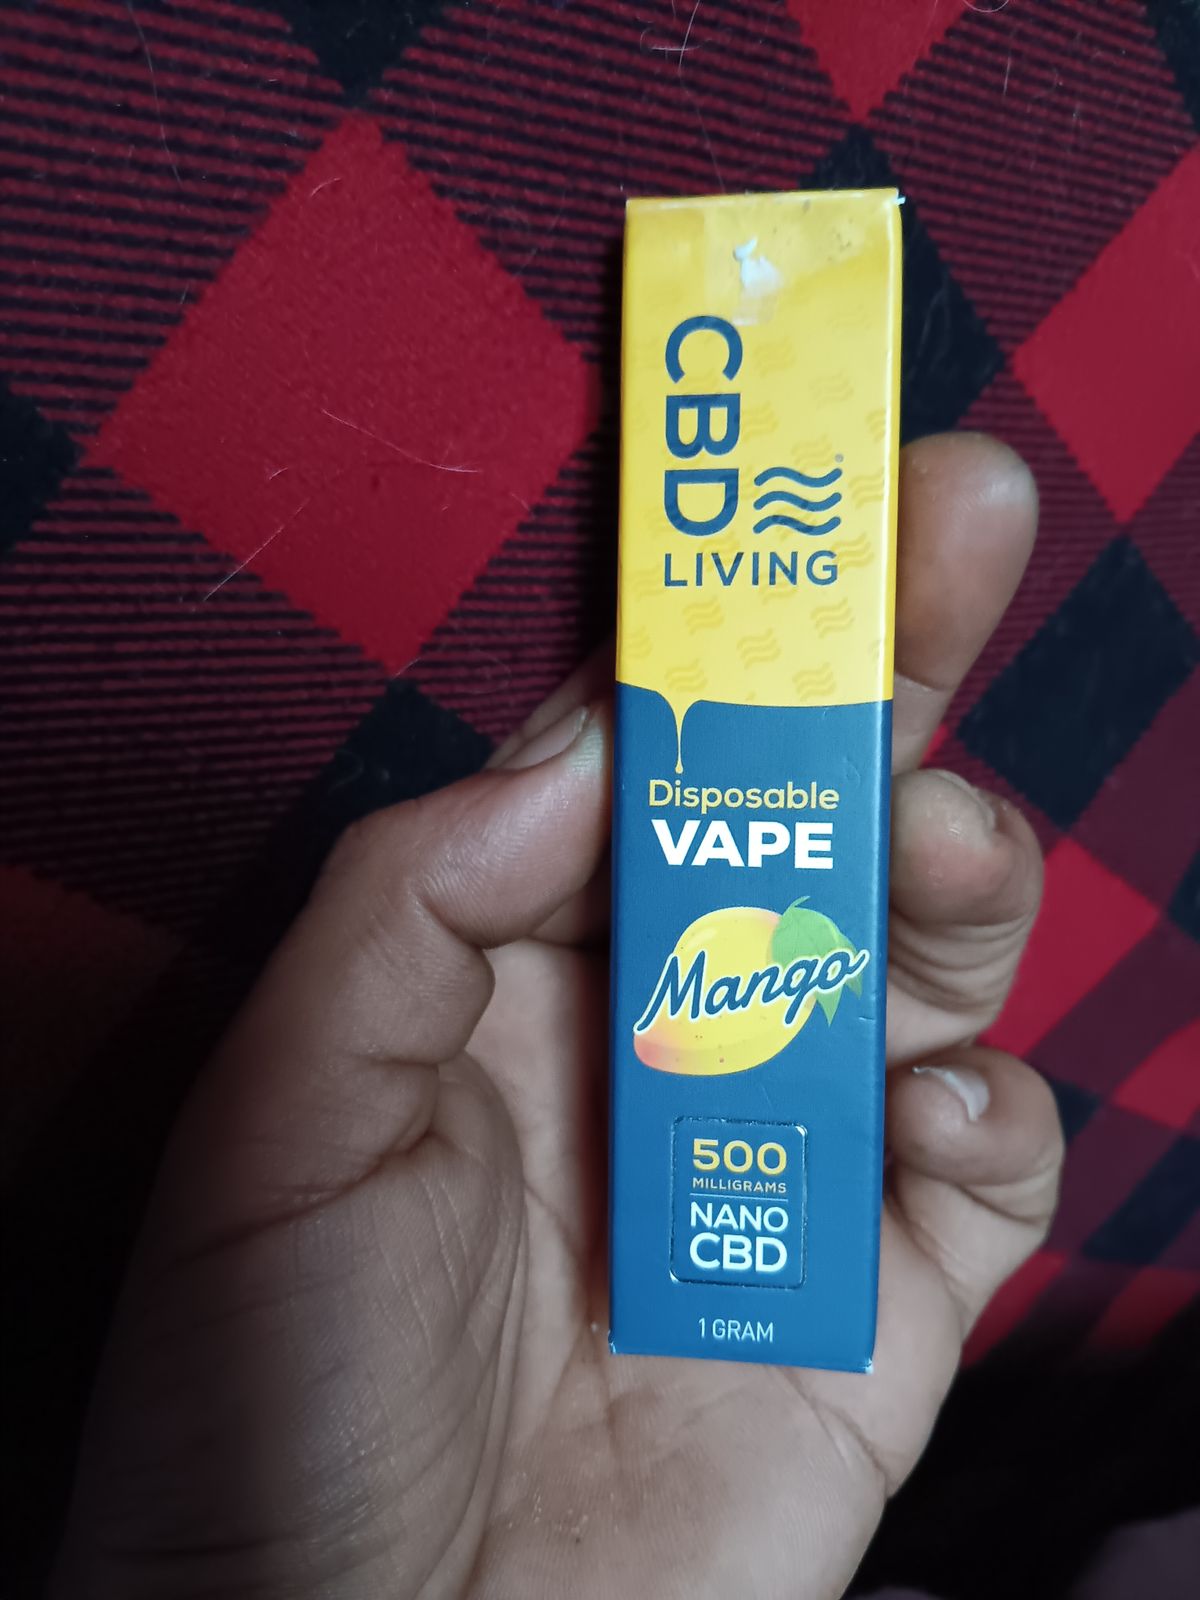 CBD
LIVING
Disposable
VAPE
Mango
500
MILLIGRAMS
NANO
CBD
1 GRAM